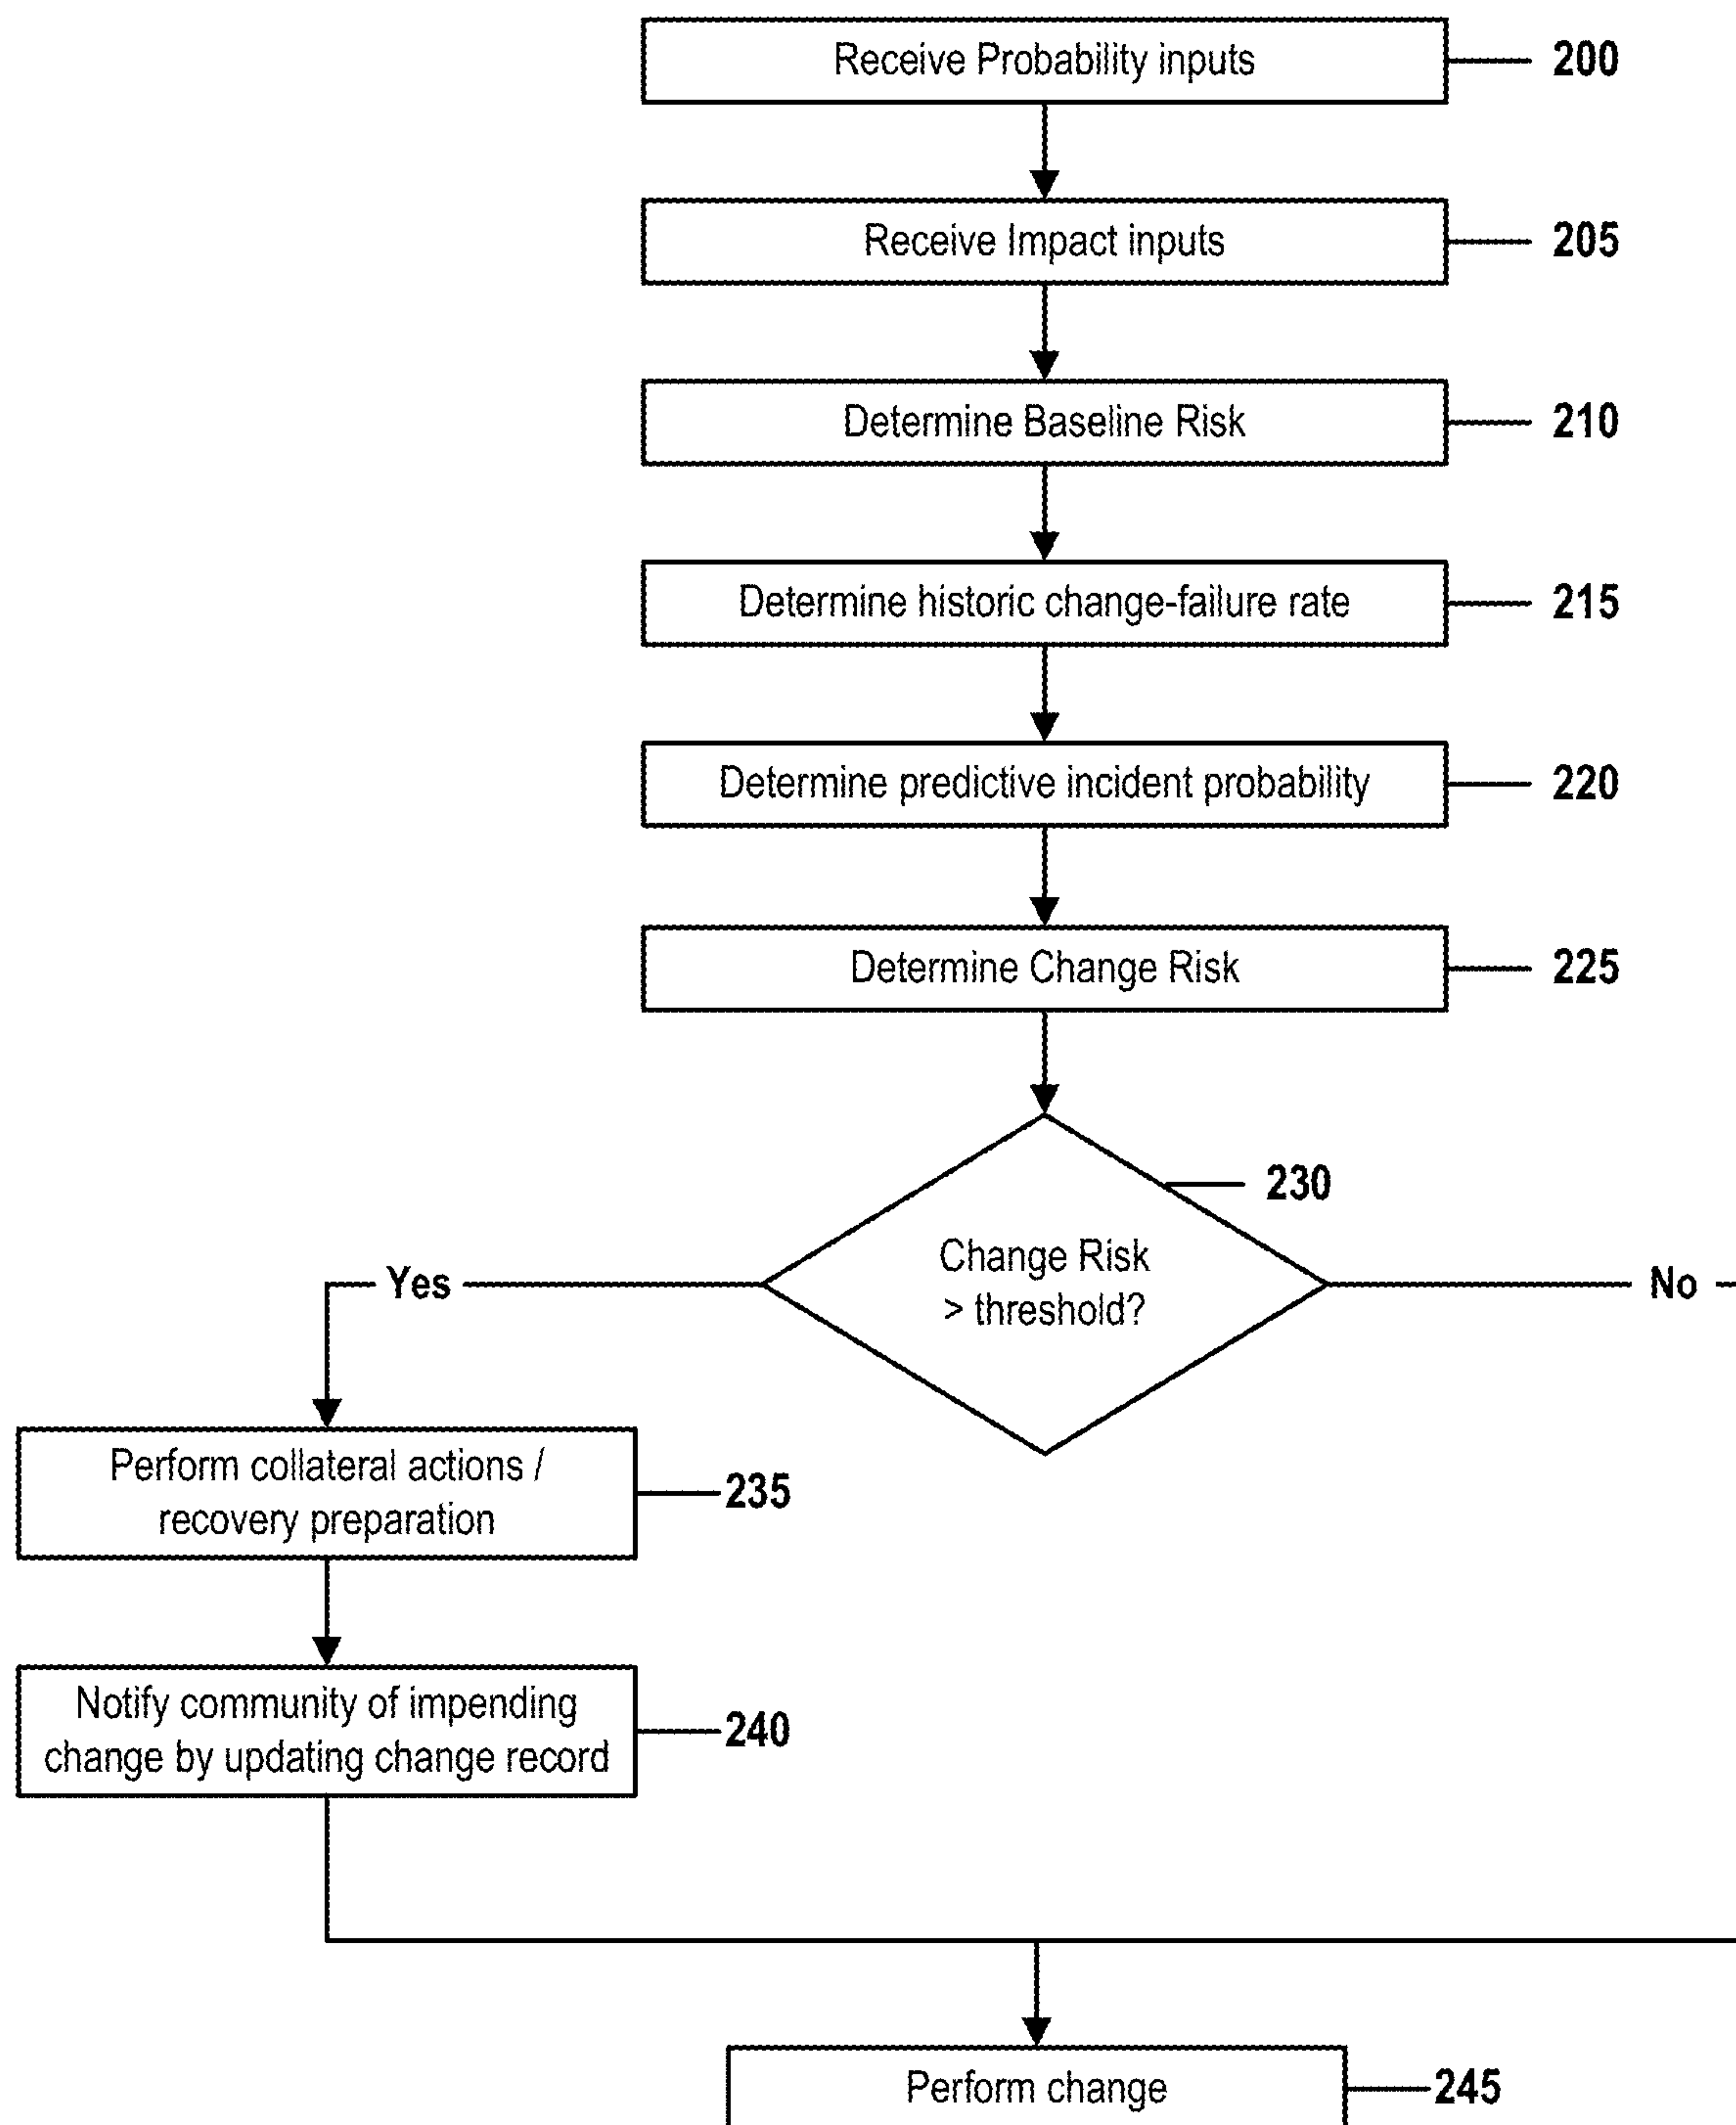 Receive Probability inputs
200
Receive Impact inputs
205
Determine Baseline Risk
210
Determine historic change-failure rate
215
Determine predictive incident probability
220
Determine Change Risk
225
230
Change Risk
> threshold?
Yes
No
Perform collateral actions /
recovery preparation
235
Notify community of impending
change by updating change record
240
Perform change
245